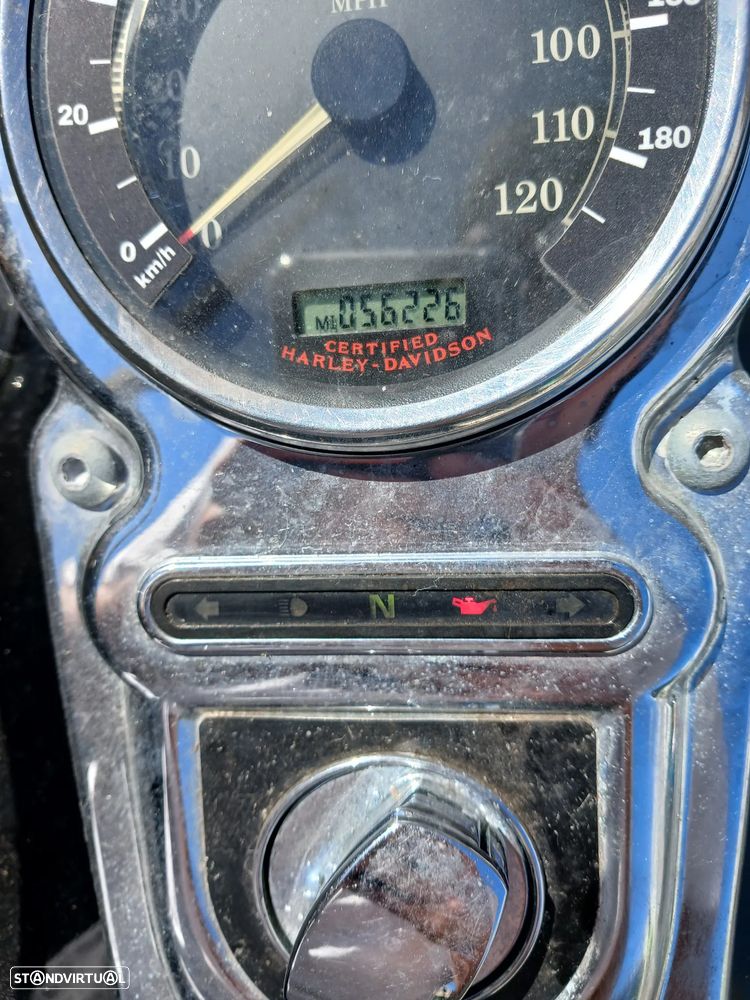 MPH
100
20
110
180
10
120
0
0
km/h
MI 056226
CERTIFIED
HARLEY-DAVIDSON
N
STANDVIRTUAL